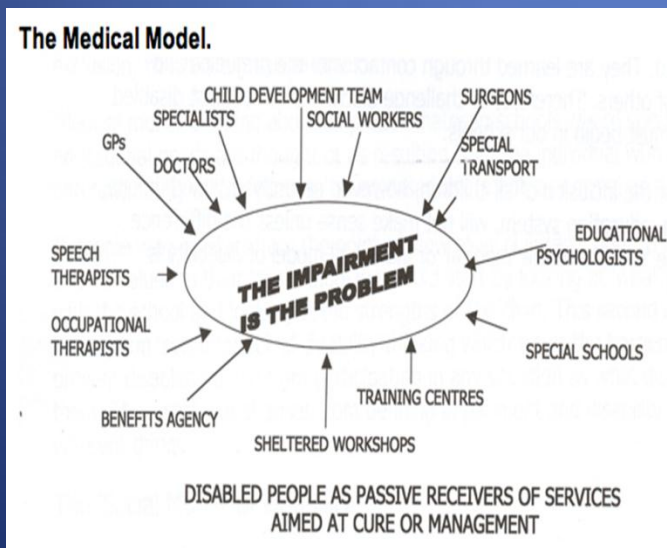 The Medical Model.
CHILD DEVELOPMENT TEAM
SURGEONS
SPECIALISTS
SOCIAL WORKERS
GPs
SPECIAL
TRANSPORT
DOCTORS
EDUCATIONAL
PSYCHOLOGISTS
SPEECH
THERAPISTS
THE IMPAIRMENT
IS THE PROBLEM
OCCUPATIONAL
THERAPISTS
SPECIAL SCHOOLS
TRAINING CENTRES
BENEFITS AGENCY
SHELTERED WORKSHOPS
DISABLED PEOPLE AS PASSIVE RECEIVERS OF SERVICES
AIMED AT CURE OR MANAGEMENT